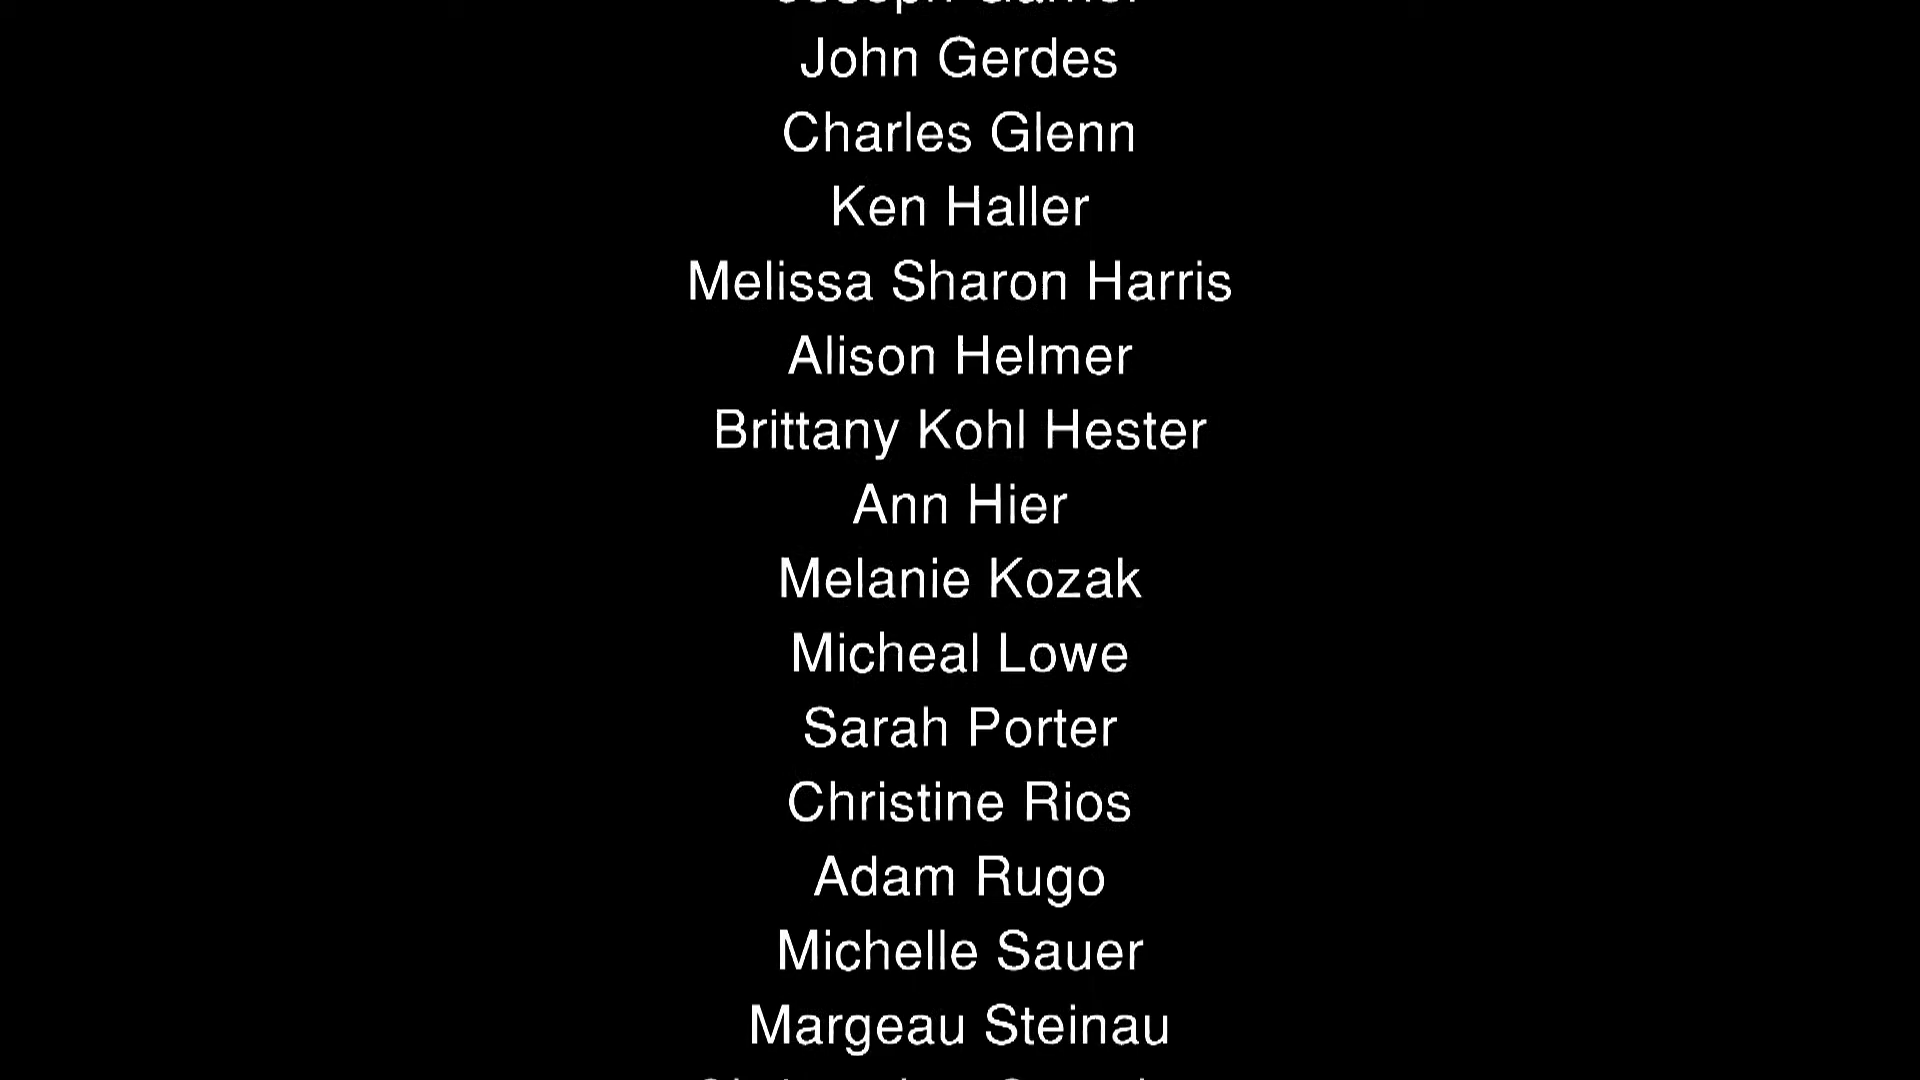 John Gerdes
Charles Glenn
Ken Haller
Melissa Sharon Harris
Alison Helmer
Brittany Kohl Hester
Ann Hier
Melanie Kozak
Micheal Lowe
Sarah Porter
Christine Rios
Adam Rugo
Michelle Sauer
Margeau Steinau